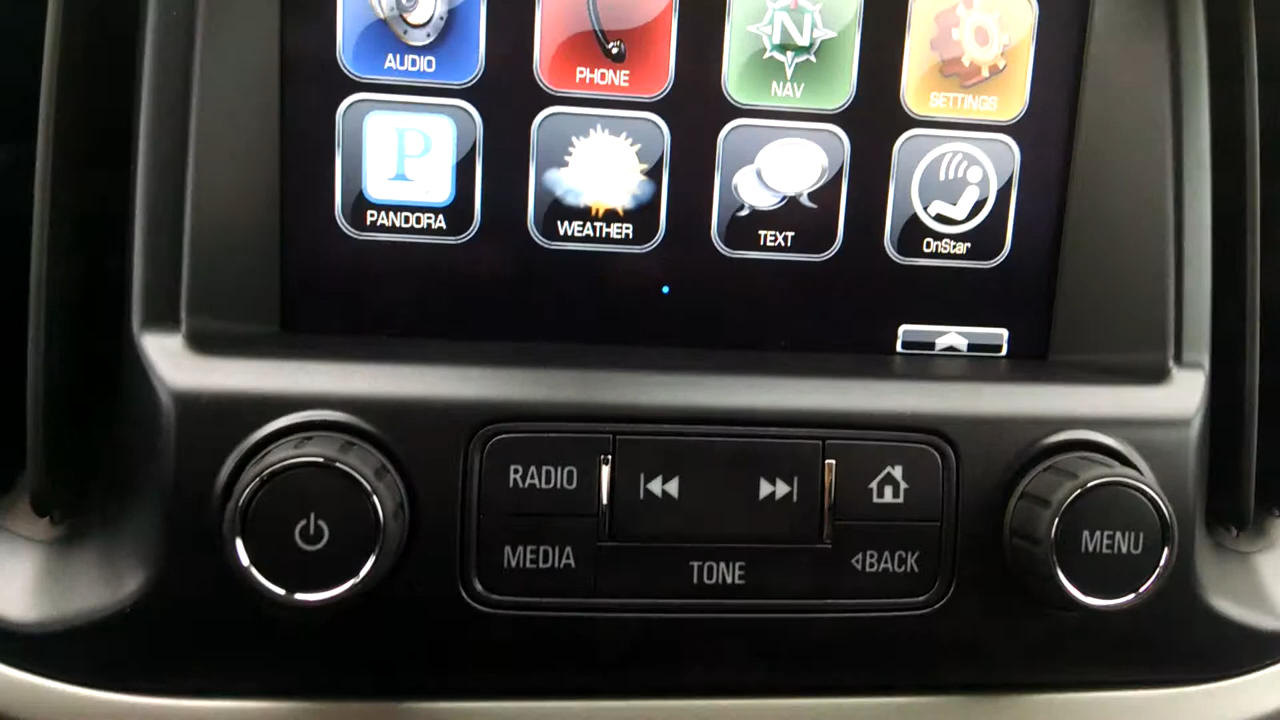 AUDIO
PHONE
N
NAV
SETTINGS
P
PANDORA
WEATHER
TEXT
OnStar
RADIO
MEDIA
TONE
BACK
MENU